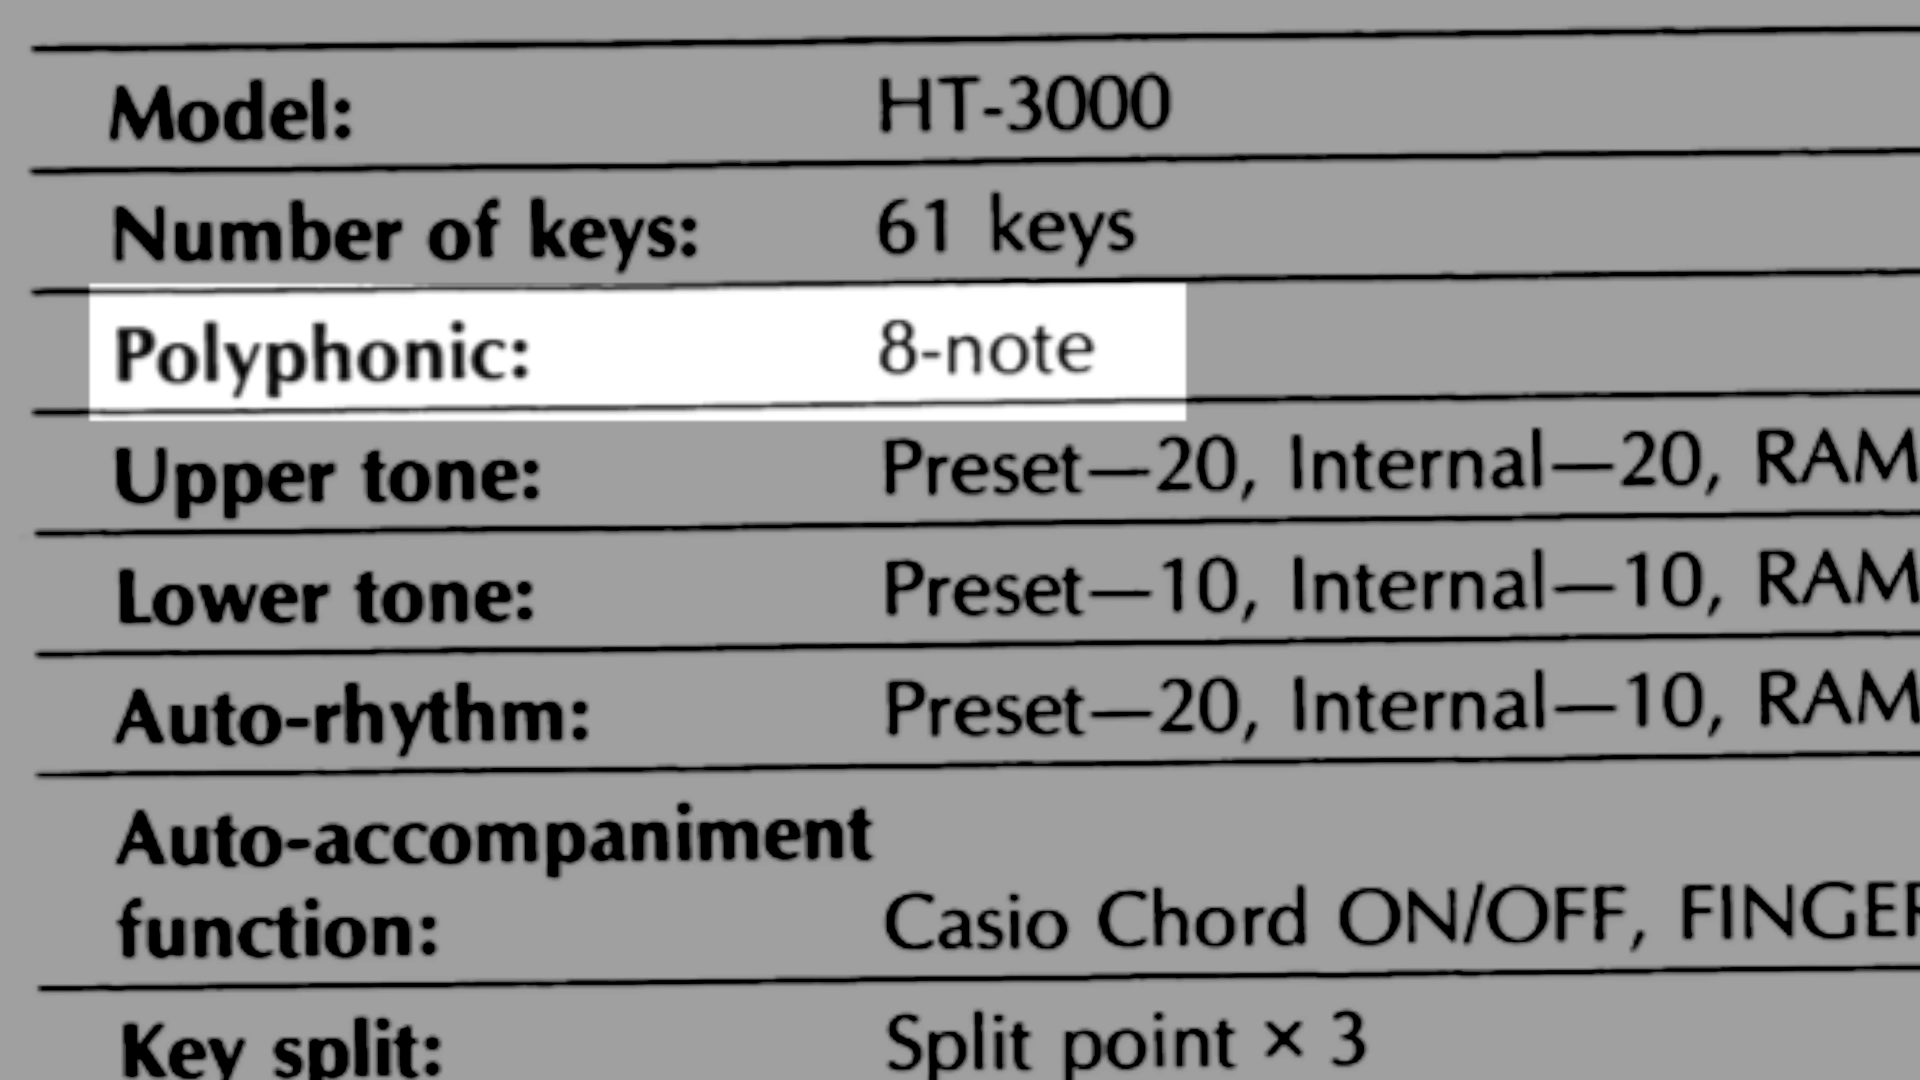 Model: HT-3000
Number of keys: 61 keys
Polyphonic: 8-note
Upper tone: Preset—20, Internal—20, RAM
Lower tone: Preset—10, Internal—10, RAM
Auto-rhythm: Preset—20, Internal—10, RAM
Auto-accompaniment
function: Casio Chord ON/OFF, FINGER
Key split: Split point × 3